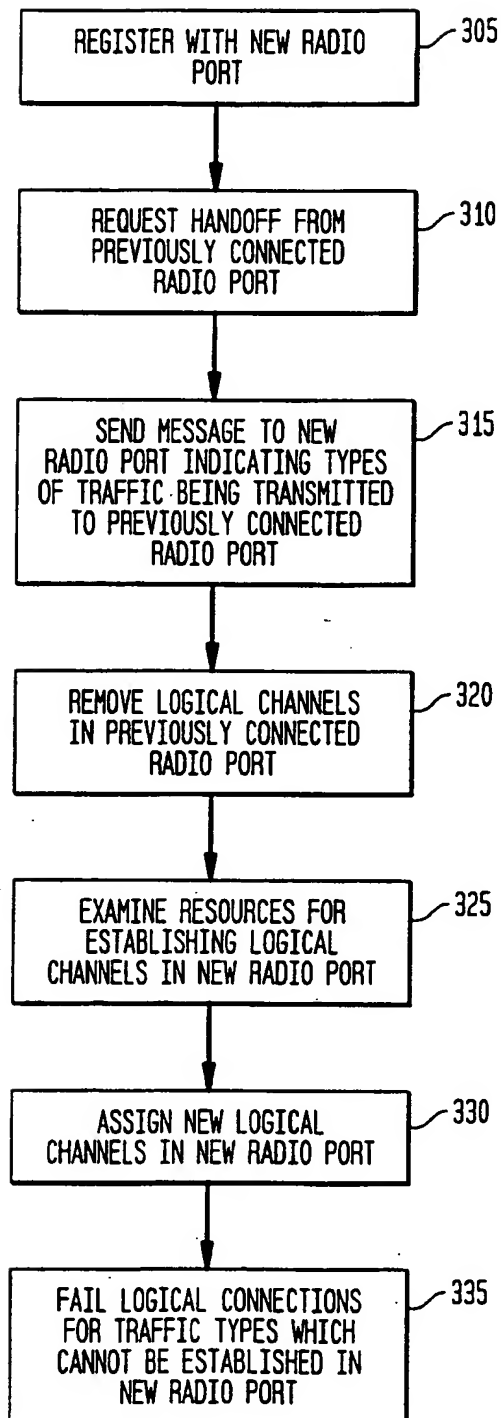 REGISTER WITH NEW RADIO
PORT
305
REQUEST HANDOFF FROM
PREVIOUSLY CONNECTED
RADIO PORT
310
SEND MESSAGE TO NEW
RADIO PORT INDICATING TYPES
OF TRAFFIC BEING TRANSMITTED
TO PREVIOUSLY CONNECTED
RADIO PORT
315
REMOVE LOGICAL CHANNELS
IN PREVIOUSLY CONNECTED
RADIO PORT
320
EXAMINE RESOURCES FOR
ESTABLISHING LOGICAL
CHANNELS IN NEW RADIO PORT
325
ASSIGN NEW LOGICAL
CHANNELS IN NEW RADIO PORT
330
FAIL LOGICAL CONNECTIONS
FOR TRAFFIC TYPES WHICH
CANNOT BE ESTABLISHED IN
NEW RADIO PORT
335